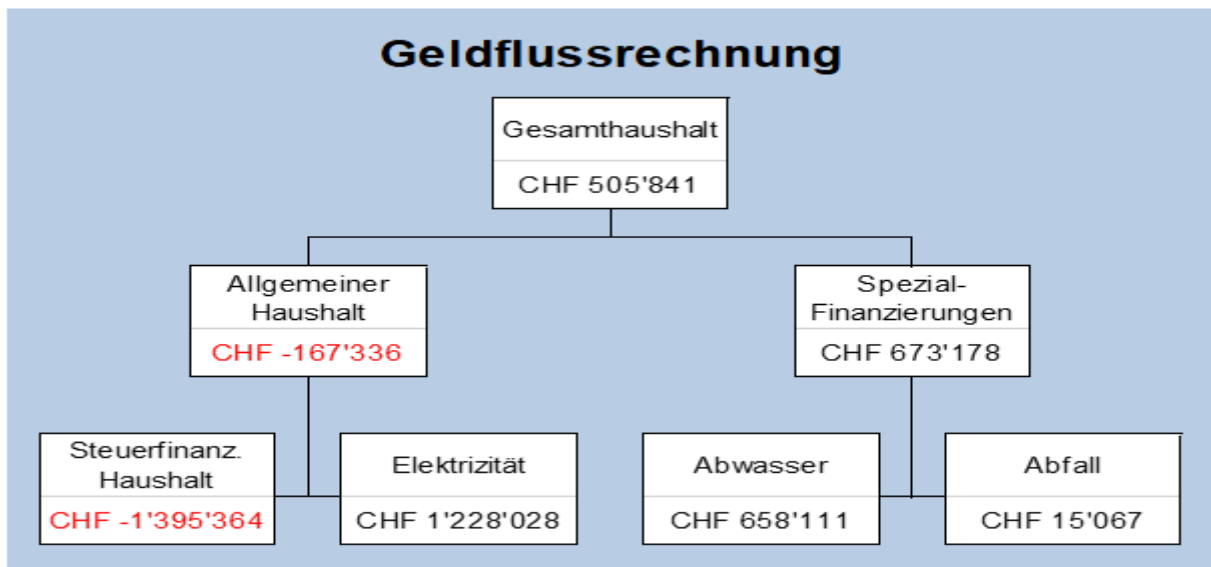 Geldflussrechnung
Gesamthaushalt
CHF 505'841
Allgemeiner
Haushalt
CHF -167'336
Spezial-
Finanzierungen
CHF 673'178
Steuerfinanz.
Haushalt
CHF -1'395'364
Elektrizität
CHF 1'228'028
Abwasser
CHF 658'111
Abfall
CHF 15'067